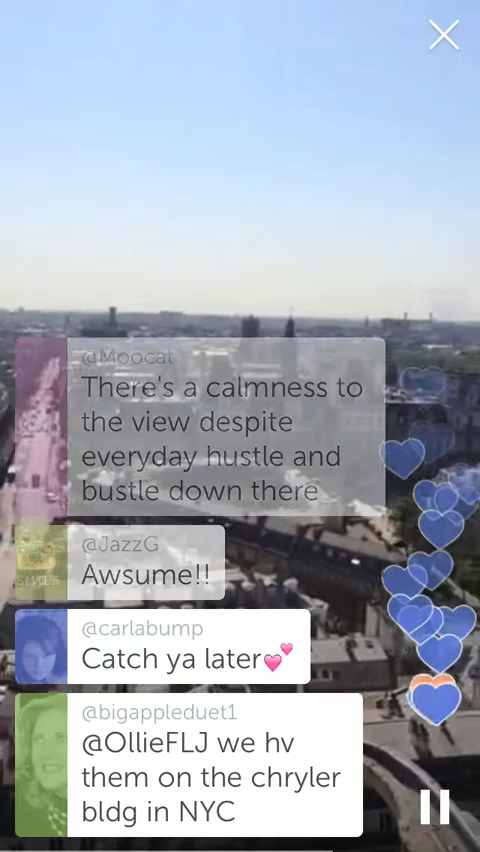 @Moocat
There's a calmness to
the view despite
everyday hustle and
bustle down there
@JazzG
SMILE
Awsume!!
@carlabump
Catch ya later💕
@bigappleduet1
@OllieFLJ we hv
them on the chryler
bldg in NYC